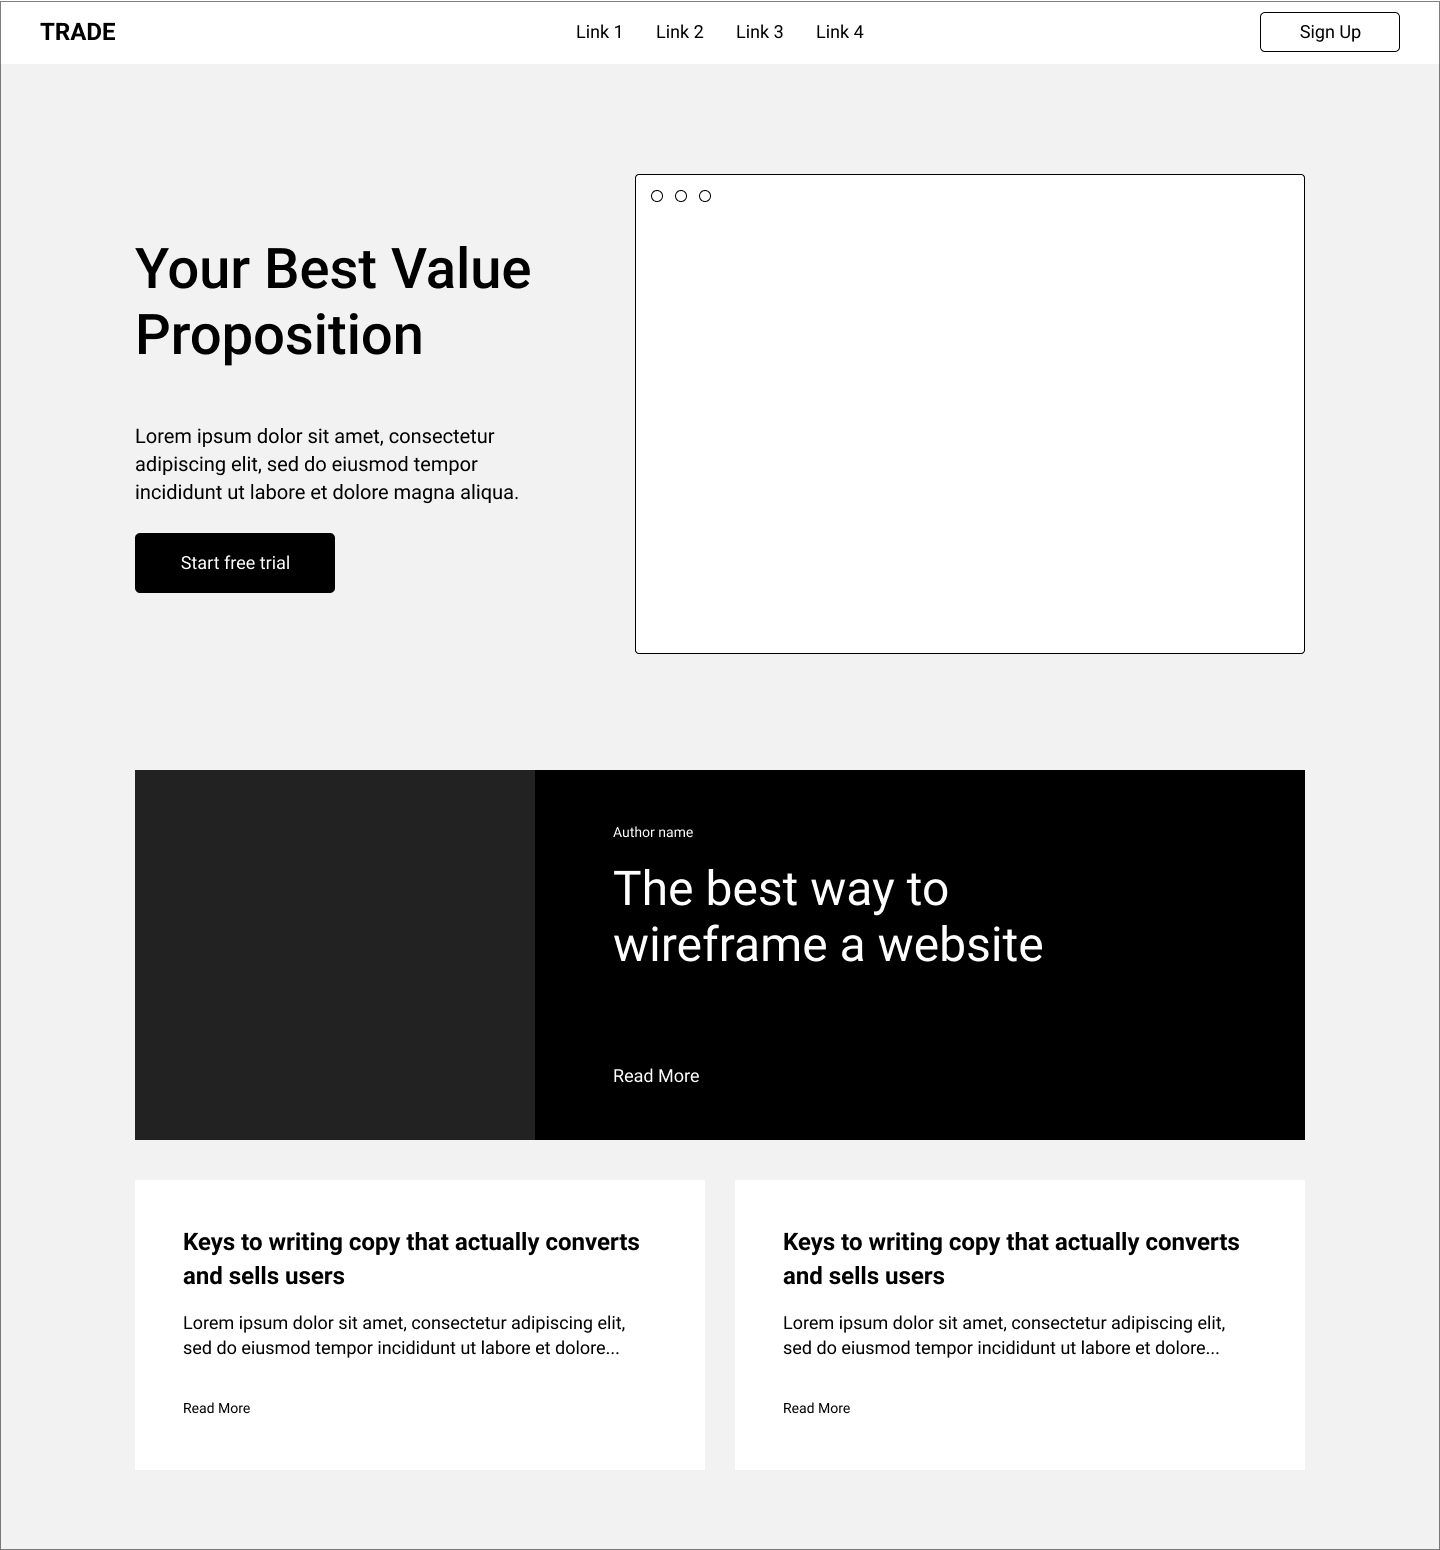 TRADE
Link 1 Link 2 Link 3 Link 4
Sign Up
Your Best Value
Proposition
Lorem ipsum dolor sit amet, consectetur
adipiscing elit, sed do eiusmod tempor
incididunt ut labore et dolore magna aliqua.
Start free trial
Author name
The best way to
wireframe a website
Read More
Keys to writing copy that actually converts
and sells users
Lorem ipsum dolor sit amet, consectetur adipiscing elit,
sed do eiusmod tempor incididunt ut labore et dolore...
Read More
Keys to writing copy that actually converts
and sells users
Lorem ipsum dolor sit amet, consectetur adipiscing elit,
sed do eiusmod tempor incididunt ut labore et dolore...
Read More